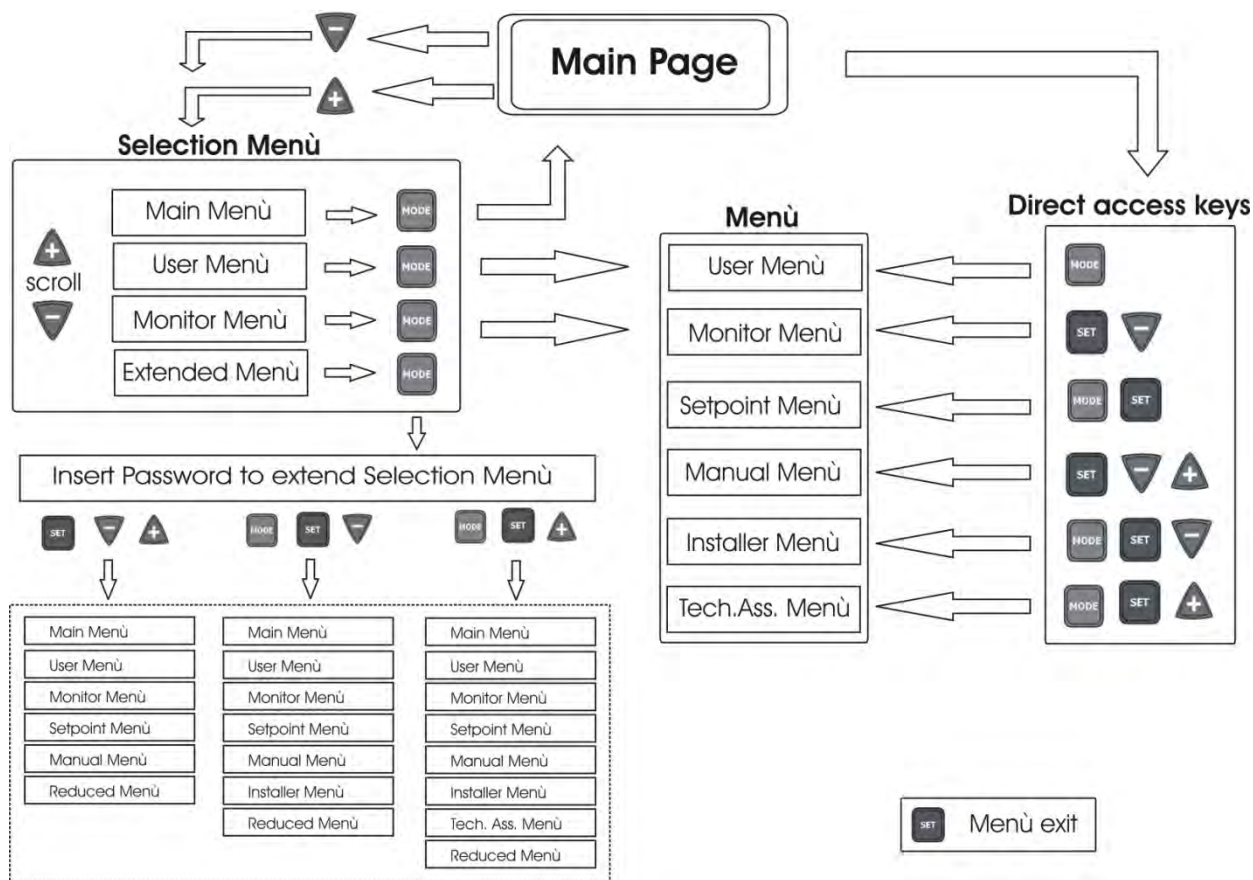 Main Page
−
+
Selection Menù
+
scroll
−
Main Menù
MODE
User Menù
MODE
Monitor Menù
MODE
Extended Menù
MODE
Insert Password to extend Selection Menù
SET − +
MODE SET −
MODE SET +
Main Menù
User Menù
Monitor Menù
Setpoint Menù
Manual Menù
Reduced Menù
Main Menù
User Menù
Monitor Menù
Setpoint Menù
Manual Menù
Installer Menù
Reduced Menù
Main Menù
User Menù
Monitor Menù
Setpoint Menù
Manual Menù
Installer Menù
Tech. Ass. Menù
Reduced Menù
Menù
User Menù
Monitor Menù
Setpoint Menù
Manual Menù
Installer Menù
Tech.Ass. Menù
Direct access keys
MODE
SET −
MODE SET
SET − +
MODE SET −
MODE SET +
SET Menù exit